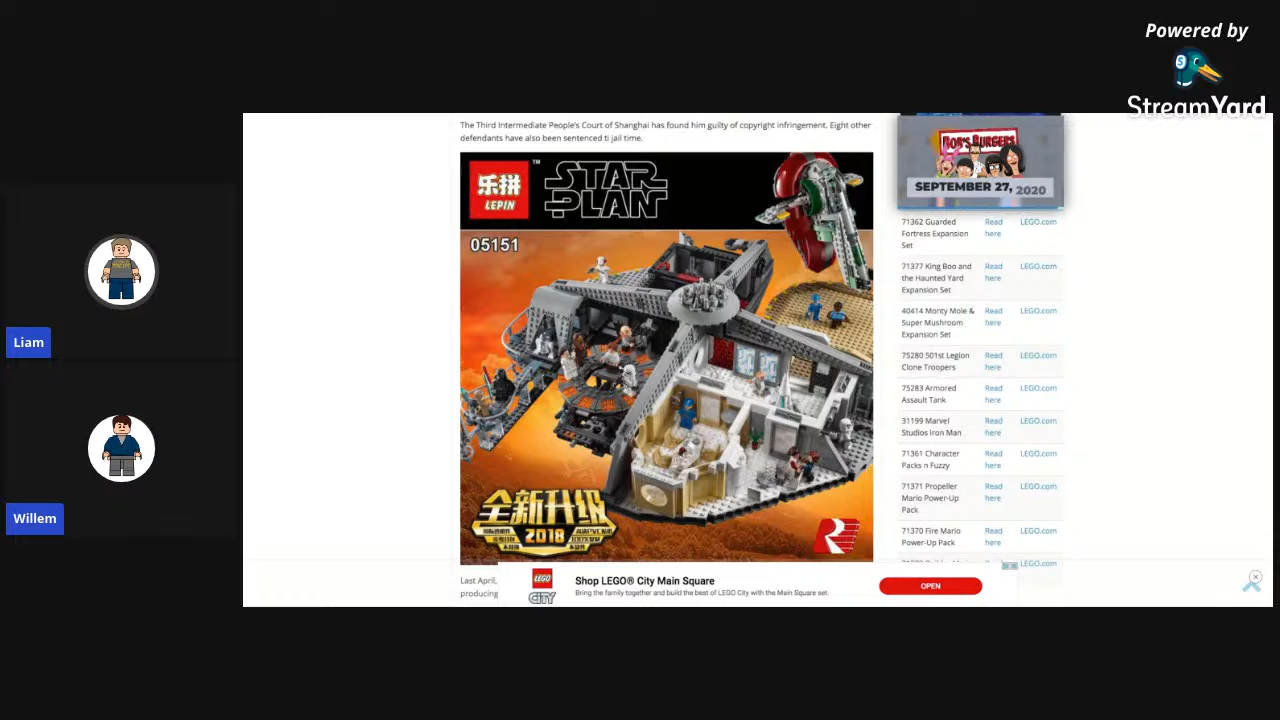 Powered by
StreamYard
Liam
Willem
The Third Intermediate People's Court of Shanghai has found him guilty of copyright infringement. Eight other
defendants have also been sentenced ti jail time.
乐拼
LEPIN
™
STAR
PLAN
05151
全新升级
2018
BOB'S BURGERS
SEPTEMBER 27, 2020
71362 Guarded Read LEGO.com
Fortress Expansion here
Set
71377 King Boo and Read LEGO.com
the Haunted Yard here
Expansion Set
40414 Monty Mole & Read LEGO.com
Super Mushroom here
Expansion Set
75280 501st Legion Read LEGO.com
Clone Troopers here
75283 Armored Read LEGO.com
Assault Tank here
31199 Marvel Read LEGO.com
Studios Iron Man here
71361 Character Read LEGO.com
Packs n Fuzzy here
71371 Propeller Read LEGO.com
Mario Power-Up here
Pack
71370 Fire Mario Read LEGO.com
Power-Up Pack here
LEGO.com
Last April,
producing
LEGO
CITY
Shop LEGO® City Main Square
Bring the family together and build the best of LEGO City with the Main Square set.
OPEN